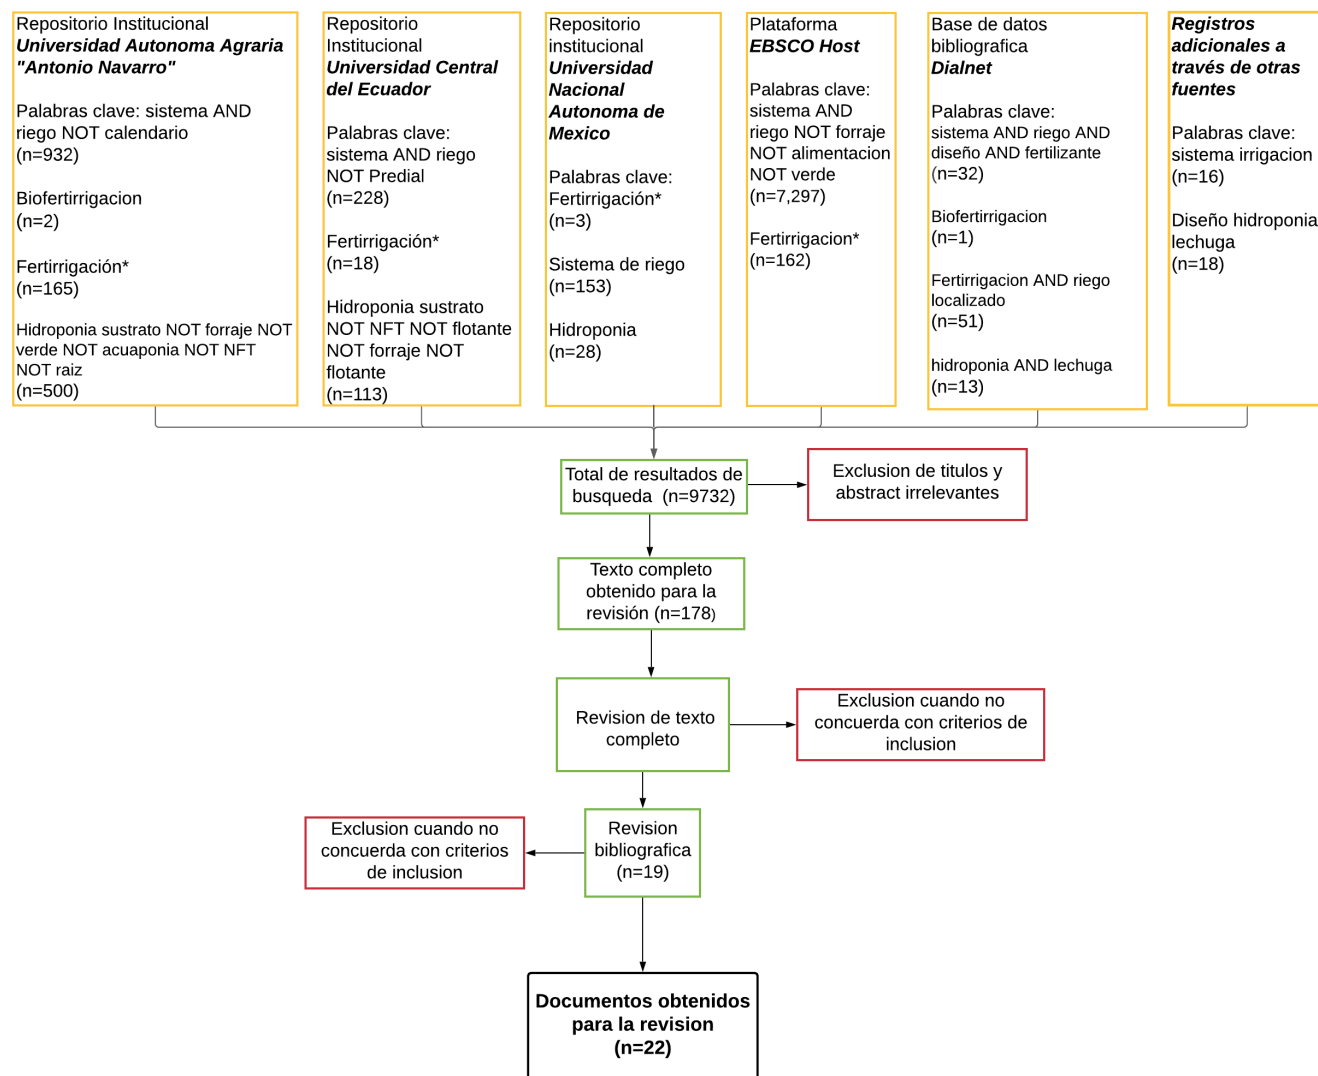 Repositorio Institucional
Universidad Autonoma Agraria
"Antonio Navarro"
Palabras clave: sistema AND
riego NOT calendario
(n=932)
Biofertirrigacion
(n=2)
Fertirrigación*
(n=165)
Hidroponia sustrato NOT forraje NOT
verde NOT acuaponia NOT NFT
NOT raiz
(n=500)
Repositorio
Institucional
Universidad Central
del Ecuador
Palabras clave:
sistema AND riego
NOT Predial
(n=228)
Fertirrigación*
(n=18)
Hidroponia sustrato
NOT NFT NOT flotante
NOT forraje NOT
flotante
(n=113)
Repositorio
institucional
Universidad
Nacional
Autonoma de
Mexico
Palabras clave:
Fertirrigación*
(n=3)
Sistema de riego
(n=153)
Hidroponia
(n=28)
Plataforma
EBSCO Host
Palabras clave:
sistema AND
riego NOT forraje
NOT alimentacion
NOT verde
(n=7,297)
Fertirrigacion*
(n=162)
Base de datos
bibliografica
Dialnet
Palabras clave:
sistema AND riego AND
diseño AND fertilizante
(n=32)
Biofertirrigacion
(n=1)
Fertirrigacion AND riego
localizado
(n=51)
hidroponia AND lechuga
(n=13)
Registros
adicionales a
través de otras
fuentes
Palabras clave:
sistema irrigacion
(n=16)
Diseño hidroponia
lechuga
(n=18)
Total de resultados de
busqueda (n=9732)
Exclusion de titulos y
abstract irrelevantes
Texto completo
obtenido para la
revisión (n=178)
Revision de texto
completo
Exclusion cuando no
concuerda con criterios de
inclusion
Revision
bibliografica
(n=19)
Exclusion cuando no
concuerda con criterios
de inclusion
Documentos obtenidos
para la revision
(n=22)